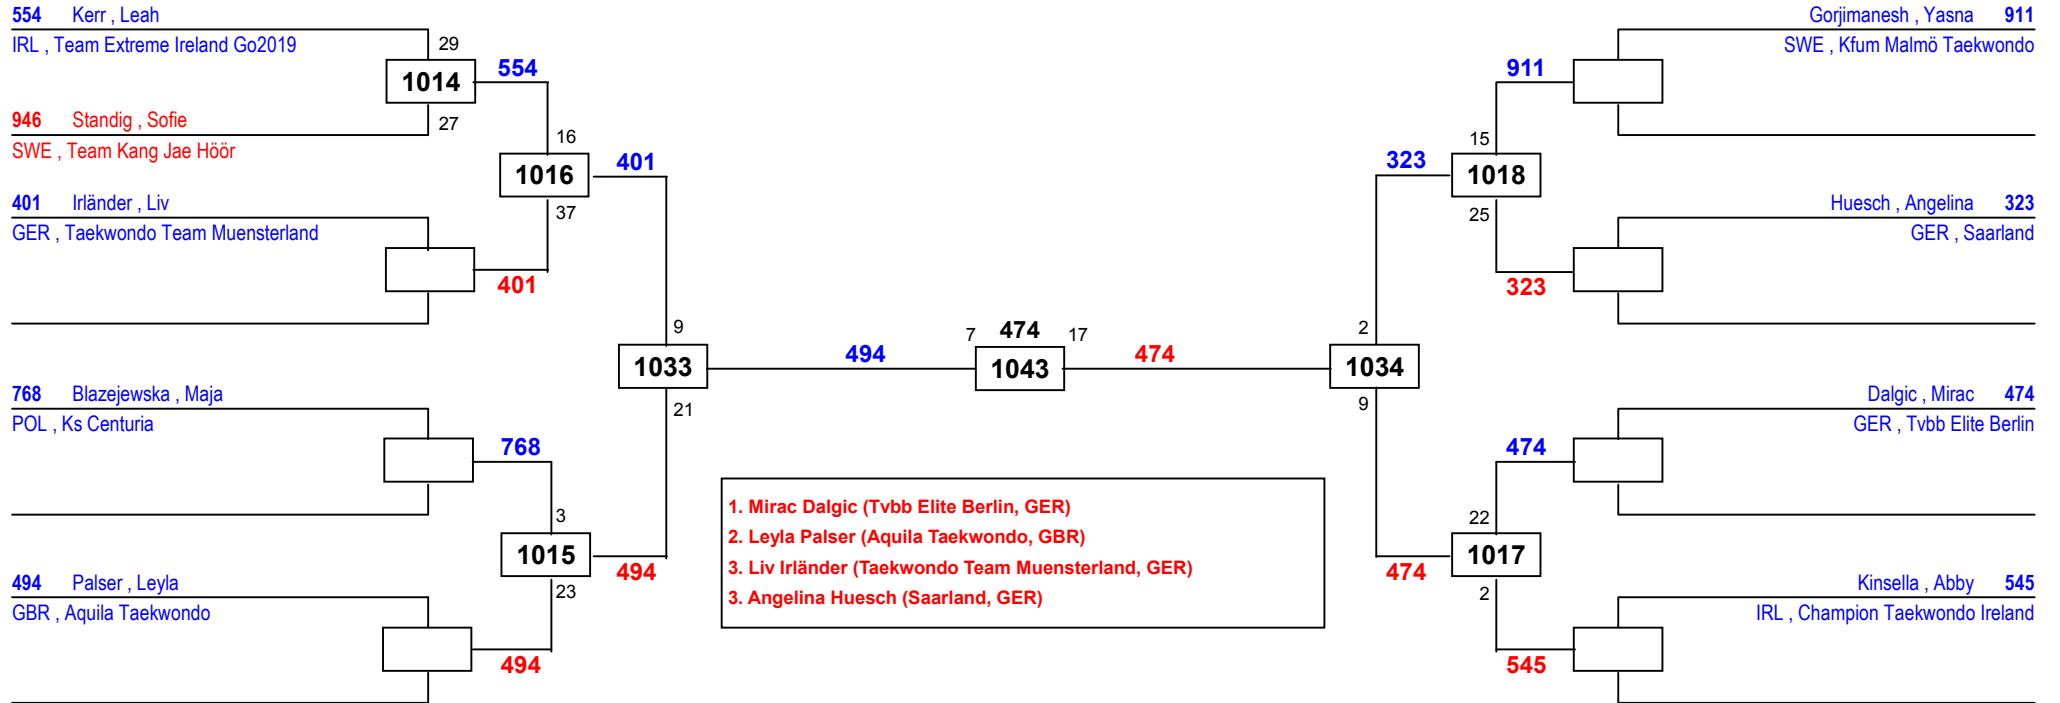 554 Kerr , Leah
IRL , Team Extreme Ireland Go2019
29
1014
554
946 Standig , Sofie
27
SWE , Team Kang Jae Höör
16
1016
401
401 Irländer , Liv
37
GER , Taekwondo Team Muensterland
401
9
1033
494
21
768 Blazejewska , Maja
POL , Ks Centuria
768
3
1015
494
494 Palser , Leyla
23
GBR , Aquila Taekwondo
494
7 474 17
1043
474
1. Mirac Dalgic (Tvbb Elite Berlin, GER)
2. Leyla Palser (Aquila Taekwondo, GBR)
3. Liv Irländer (Taekwondo Team Muensterland, GER)
3. Angelina Huesch (Saarland, GER)
Gorjimanesh , Yasna 911
SWE , Kfum Malmö Taekwondo
911
15
323
1018
25
Huesch , Angelina 323
GER , Saarland
323
2
1034
9
Dalgic , Mirac 474
GER , Tvbb Elite Berlin
474
22
1017
474
2
Kinsella , Abby 545
IRL , Champion Taekwondo Ireland
545